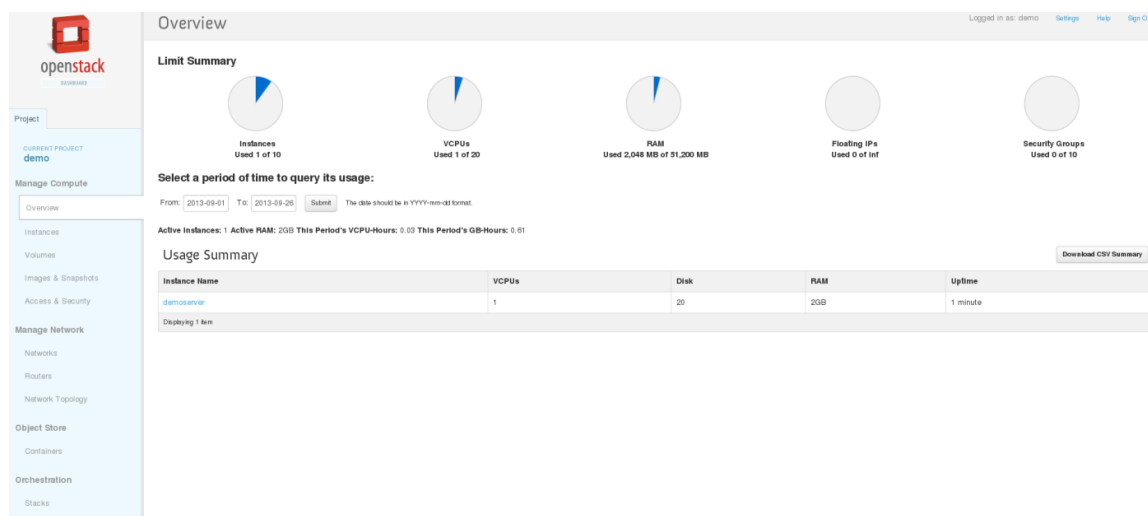 openstack
DASHBOARD
Project
CURRENT PROJECT
demo
Manage Compute
Overview
Instances
Volumes
Images & Snapshots
Access & Security
Manage Network
Networks
Routers
Network Topology
Object Store
Containers
Orchestration
Stacks
Overview
Logged in as: demo Settings Help Sign O
Limit Summary
Instances
Used 1 of 10
VCPUs
Used 1 of 20
RAM
Used 2,048 MB of 51,200 MB
Floating IPs
Used 0 of Inf
Security Groups
Used 0 of 10
Select a period of time to query its usage:
From: 2013-09-01 To: 2013-09-26 Submit The date should be in YYYY-mm-dd format.
Active Instances: 1 Active RAM: 2GB This Period's VCPU-Hours: 0.03 This Period's GB-Hours: 0.61
Usage Summary
Download CSV Summary
Instance Name VCPUs Disk RAM Uptime
demoserver 1 20 2GB 1 minute
Displaying 1 item